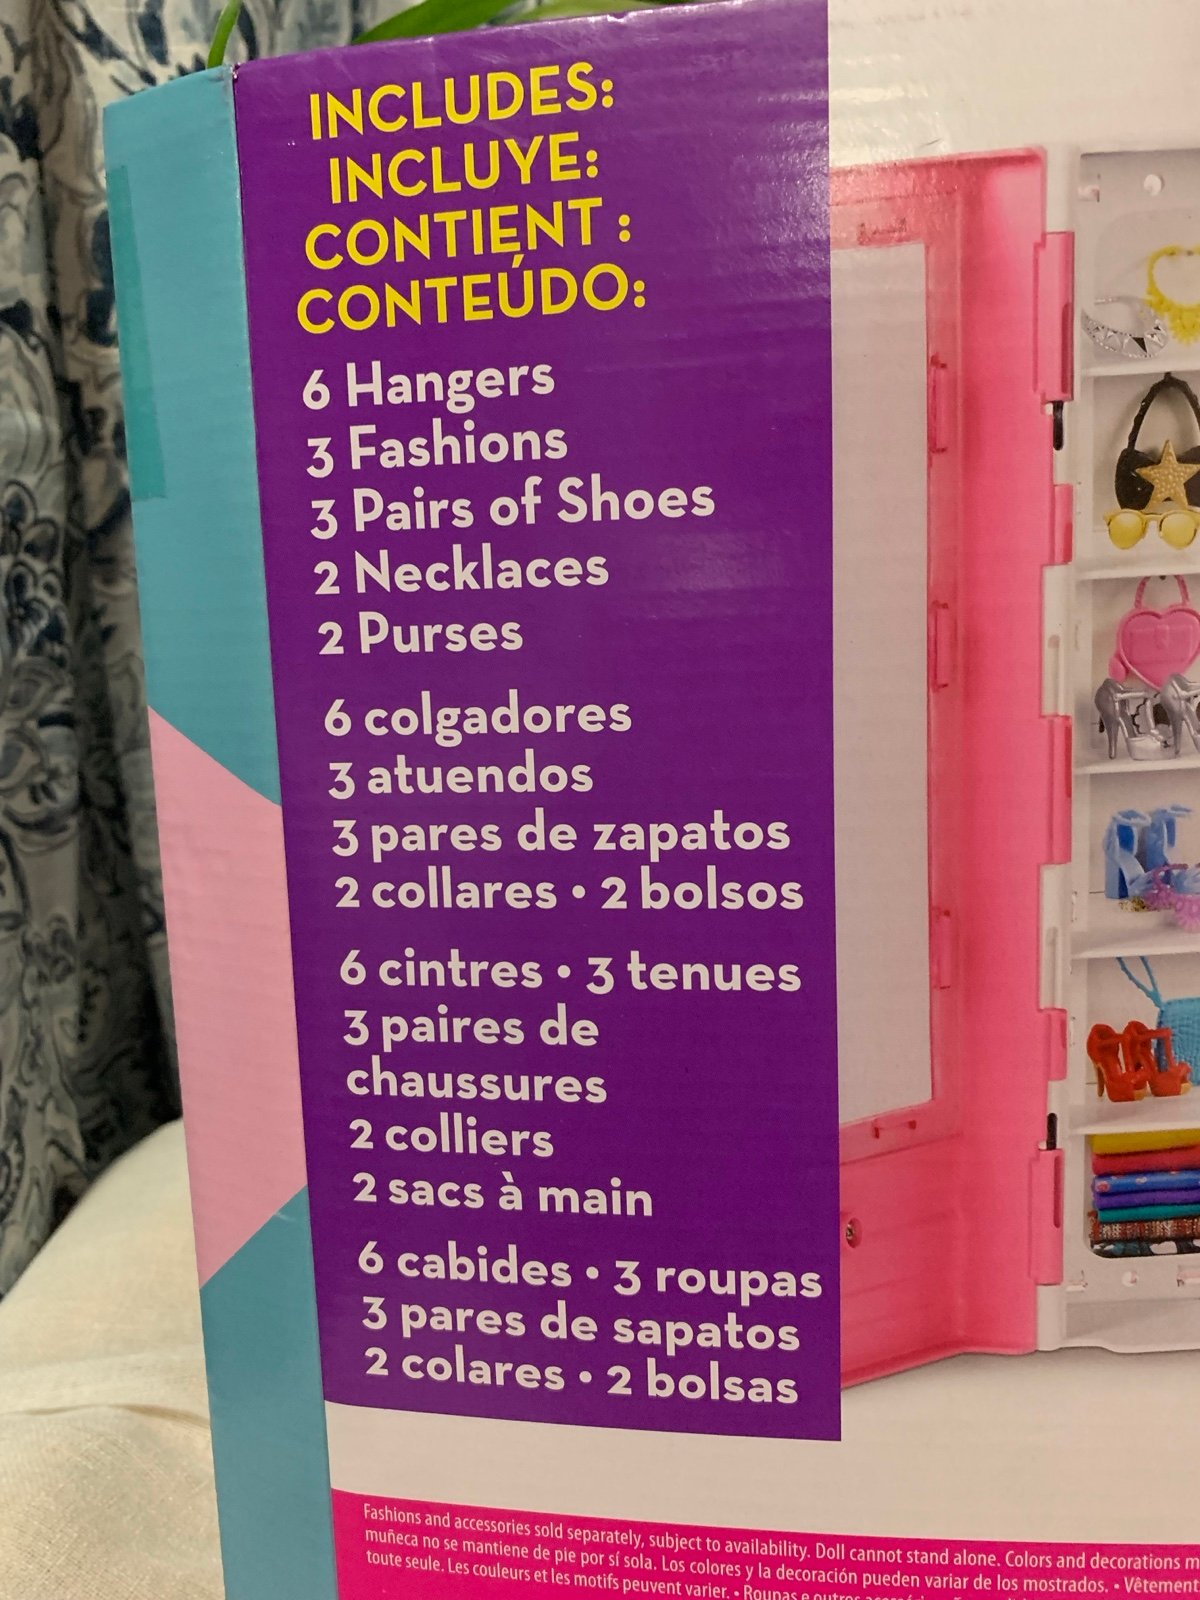 INCLUDES:
INCLUYE:
CONTIENT :
CONTEÚDO:
6 Hangers
3 Fashions
3 Pairs of Shoes
2 Necklaces
2 Purses
6 colgadores
3 atuendos
3 pares de zapatos
2 collares • 2 bolsos
6 cintres • 3 tenues
3 paires de
chaussures
2 colliers
2 sacs à main
6 cabides • 3 roupas
3 pares de sapatos
2 colares • 2 bolsas
Fashions and accessories sold separately, subject to availability. Doll cannot stand alone. Colors and decorations
muñeca no se mantiene de pie por sí sola. Los colores y la decoración pueden variar de los mostrados. • Vêtement
toute seule. Les couleurs et les motifs peuvent varier. • Roupas e outros